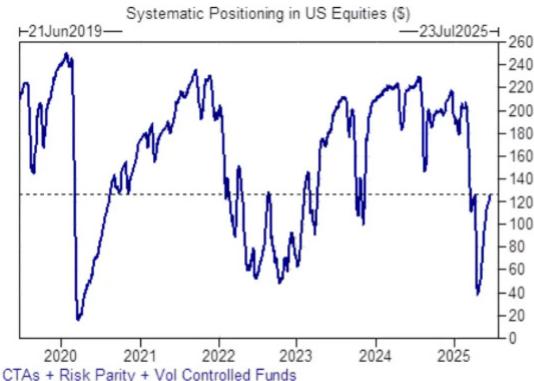 Systematic Positioning in US Equities ($)
21Jun2019
23Jul2025
260
240
220
200
180
160
140
120
100
80
60
40
20
0
2020 2021 2022 2023 2024 2025
CTAs + Risk Parity + Vol Controlled Funds